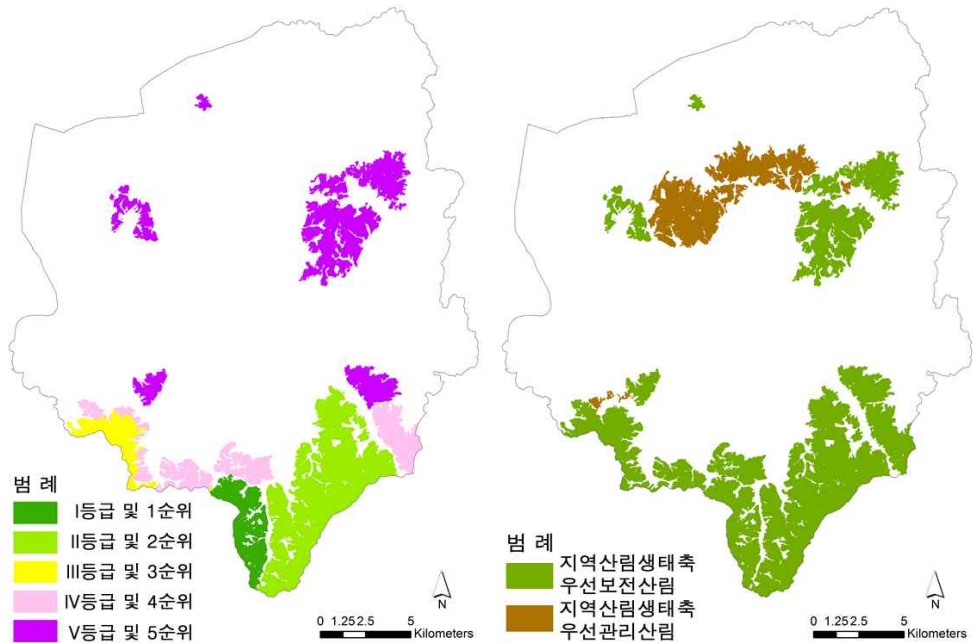 범 례
Ⅰ등급 및 1순위
Ⅱ등급 및 2순위
Ⅲ등급 및 3순위
Ⅳ등급 및 4순위
Ⅴ등급 및 5순위
N
0 1.25 2.5 5
Kilometers
범 례
지역산림생태축
우선보전산림
지역산림생태축
우선관리산림
N
0 1.25 2.5 5
Kilometers